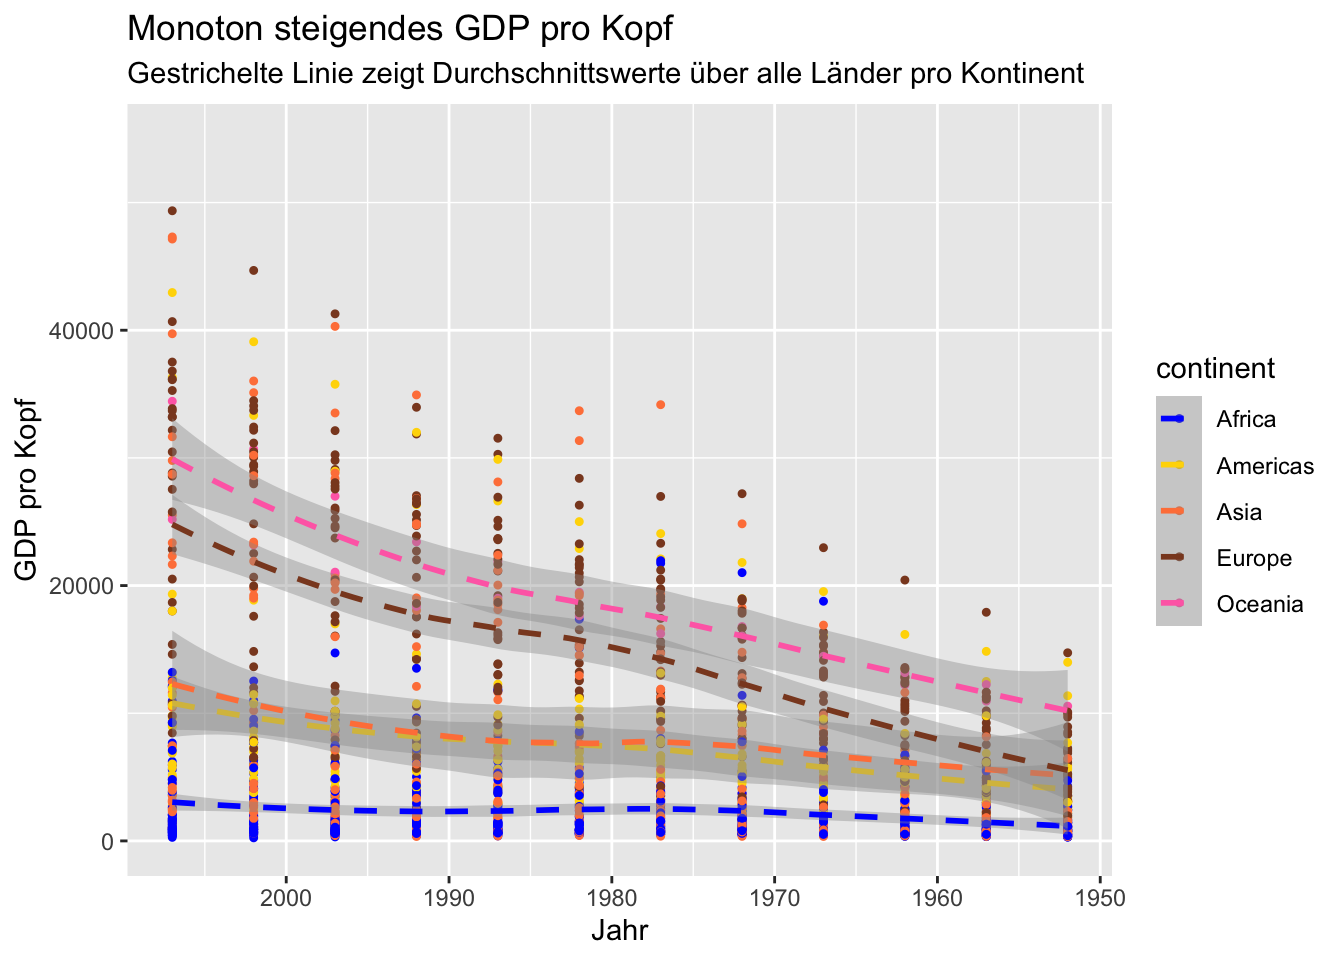 Monoton steigendes GDP pro Kopf
Gestrichelte Linie zeigt Durchschnittswerte über alle Länder pro Kontinent
GDP pro Kopf
40000
20000
0
2000
1990
1980
1970
1960
1950
Jahr
continent
Africa
Americas
Asia
Europe
Oceania